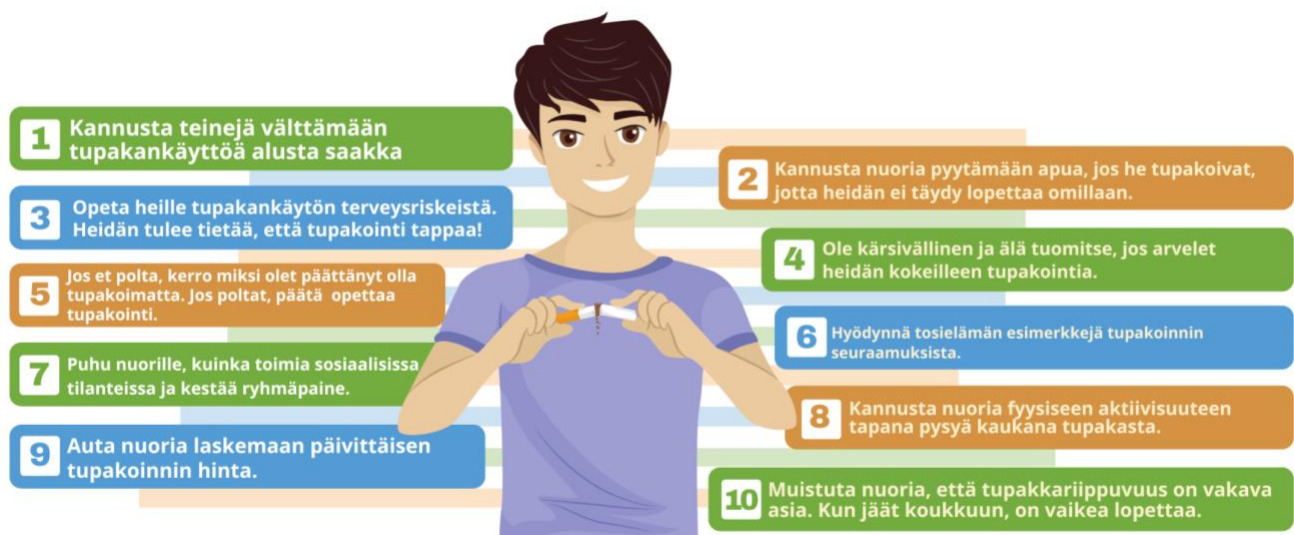 1
Kannusta teinejä välttämään
tupakankäyttöä alusta saakka
2
Kannusta nuoria pyytämään apua, jos he tupakoivat,
jotta heidän ei täydy lopettaa omillaan.
3
Opeta heille tupakankäytön terveysriskeistä.
Heidän tulee tietää, että tupakointi tappaa!
4
Ole kärsivällinen ja älä tuomitse, jos arvelet
heidän kokeilleen tupakointia.
5
Jos et polta, kerro miksi olet päättänyt olla
tupakoimatta. Jos poltat, päätä opettaa
tupakointi.
6
Hyödynnä tosielämän esimerkkejä tupakoinnin
seuraamuksista.
7
Puhu nuorille, kuinka toimia sosiaalisissa
tilanteissa ja kestää ryhmäpaine.
8
Kannusta nuoria fyysiseen aktiivisuuteen
tapana pysyä kaukana tupakasta.
9
Auta nuoria laskemaan päivittäisen
tupakoinnin hinta.
10
Muistuta nuoria, että tupakkariippuvuus on vakava
asia. Kun jäät koukkuun, on vaikea lopettaa.